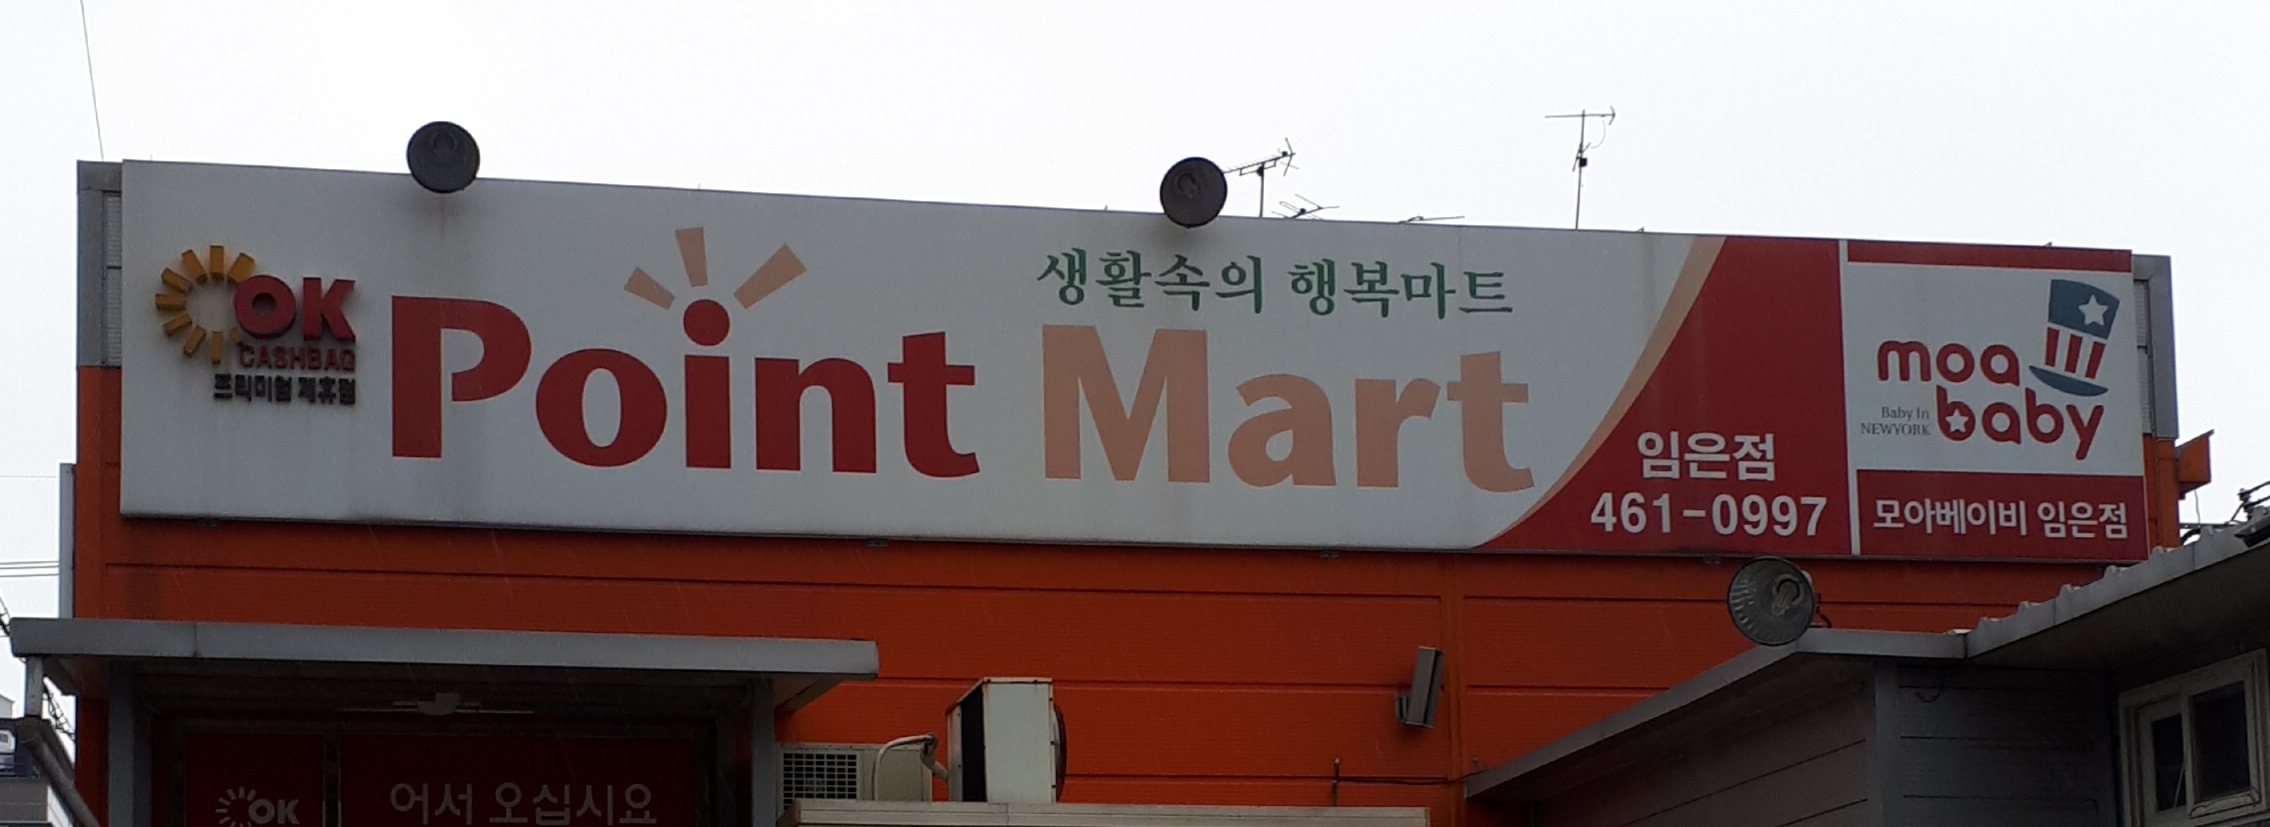 OK
CASHBAG
프리미엄 제휴점
Point Mart
생활속의 행복마트
임은점
461-0997
moa
baby
Baby In
NEWYORK
모아베이비 임은점
OK
어서 오십시요